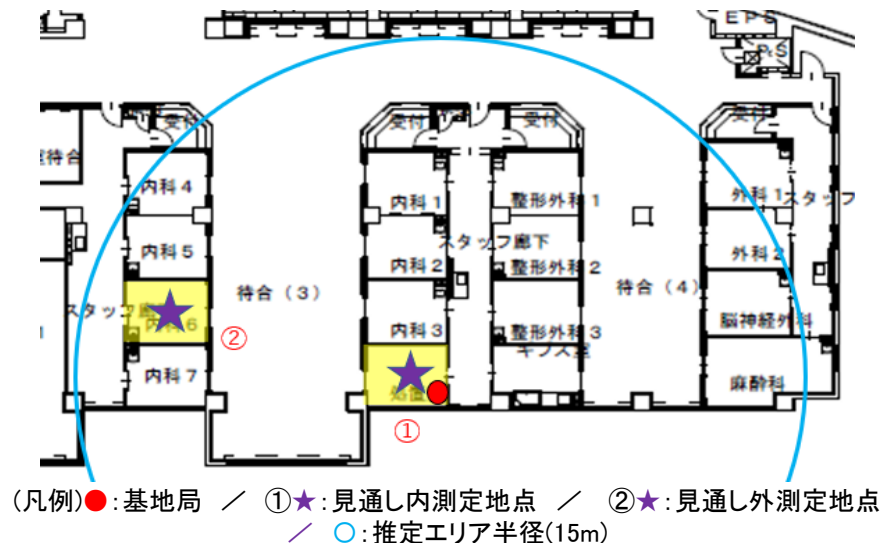 EPS
PS
受付
受付
受付
受付
室待合
内科4
内科1
整形外科1
外科1
スタッフ
内科5
スタッフ廊下
外科2
内科2
整形外科2
待合（3）
待合（4）
スタッフ廊
内科6
②
内科3
整形外科3
脳神経外科
ギプス室
内科7
処置
麻酔科
①
(凡例)●：基地局 ／ ①★：見通し内測定地点 ／ ②★：見通し外測定地点
／ ○：推定エリア半径(15m)